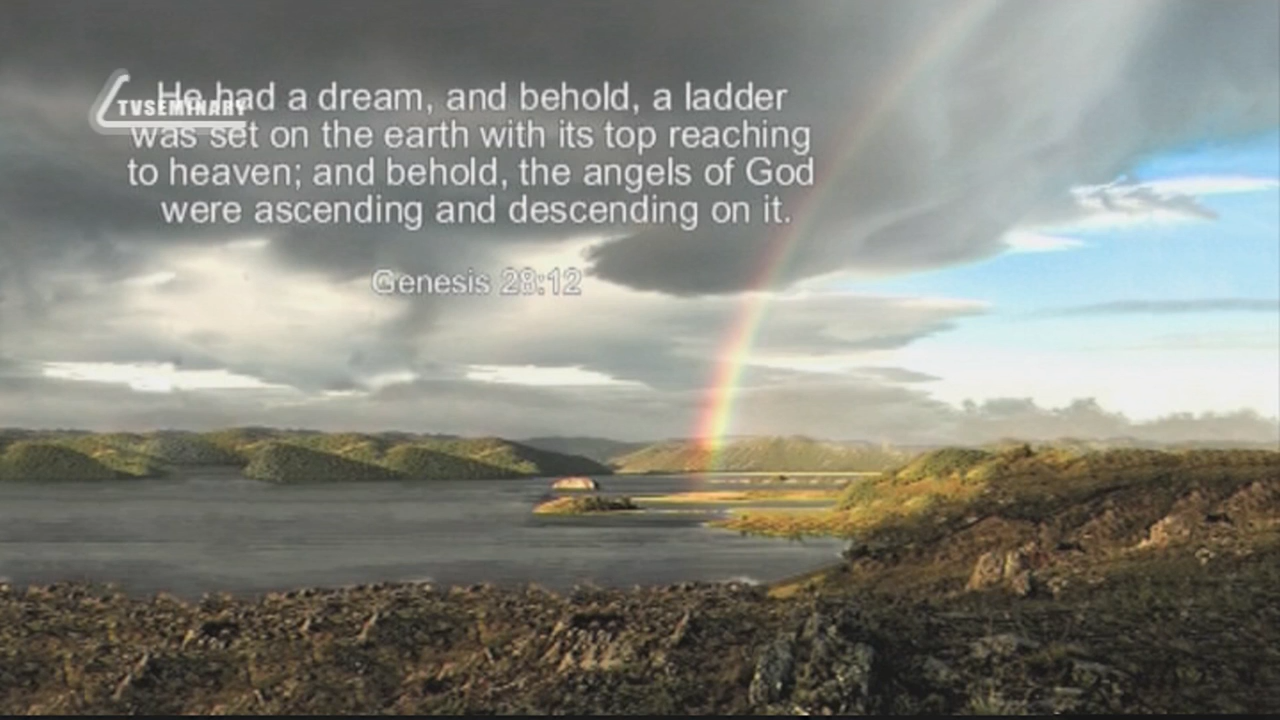 He had a dream, and behold, a ladder
was set on the earth with its top reaching
to heaven; and behold, the angels of God
were ascending and descending on it.
Genesis 28:12
TVSEMINARY